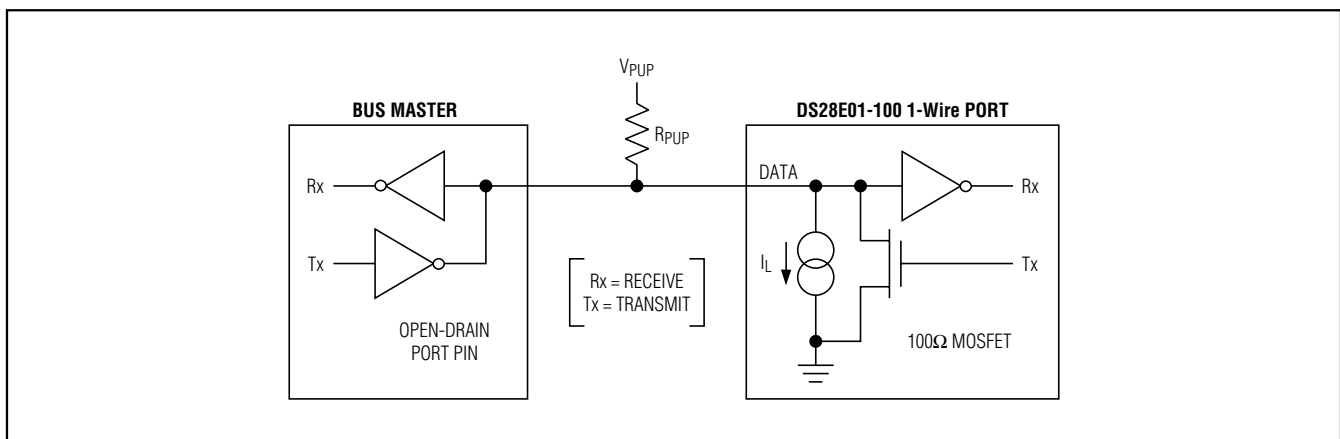 VPUP
BUS MASTER
DS28E01-100 1-Wire PORT
RPUP
Rx
DATA
Rx
Tx
IL
Tx
Rx = RECEIVE
Tx = TRANSMIT
OPEN-DRAIN
PORT PIN
100Ω MOSFET